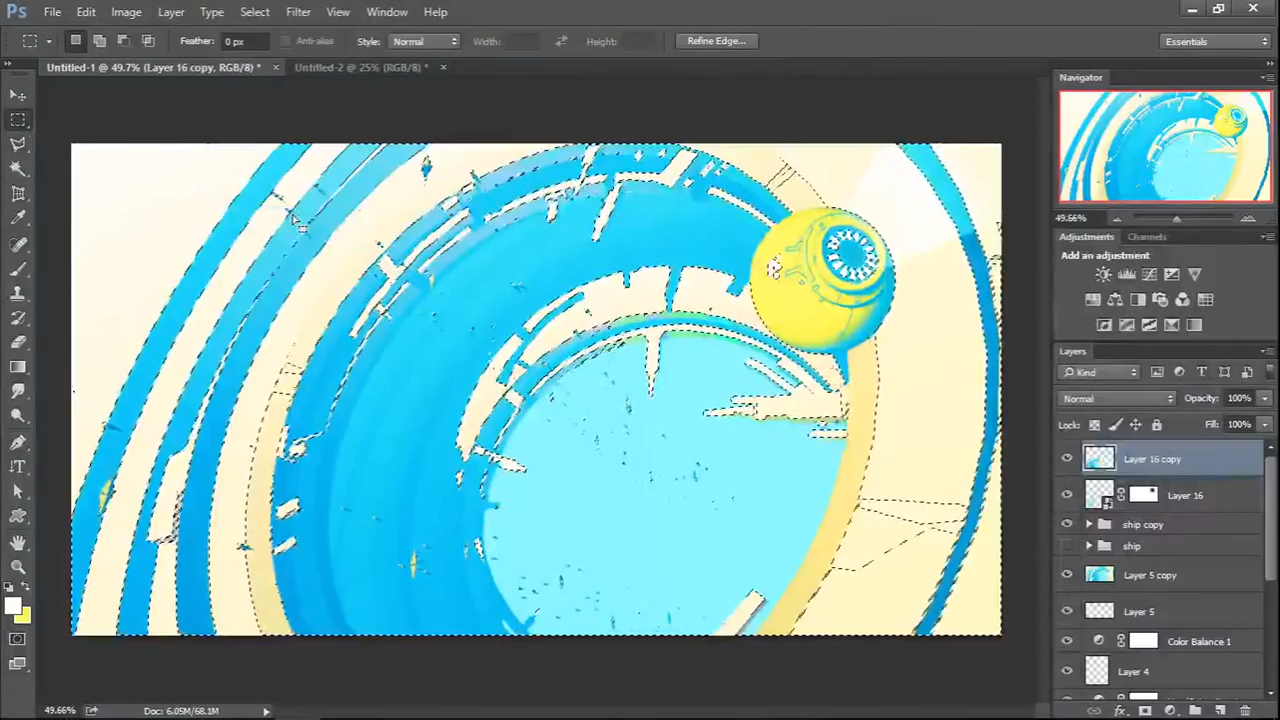 Ps File Edit Image Layer Type Select Filter View Window Help
Feather: 0 px Anti-alias Style: Normal Width: Height: Refine Edge... Essentials
Untitled-1 @ 49.7% (Layer 16 copy, RGB/8) * × Untitled-2 @ 25% (RGB/8) * ×
Navigator
49.66%
Adjustments Channels
Add an adjustment
Layers
Kind
Normal Opacity: 100%
Lock: Fill: 100%
Layer 16 copy
Layer 16
ship copy
ship
Layer 5 copy
Layer 5
Color Balance 1
Layer 4
49.66% Doc: 6.05M/68.1M